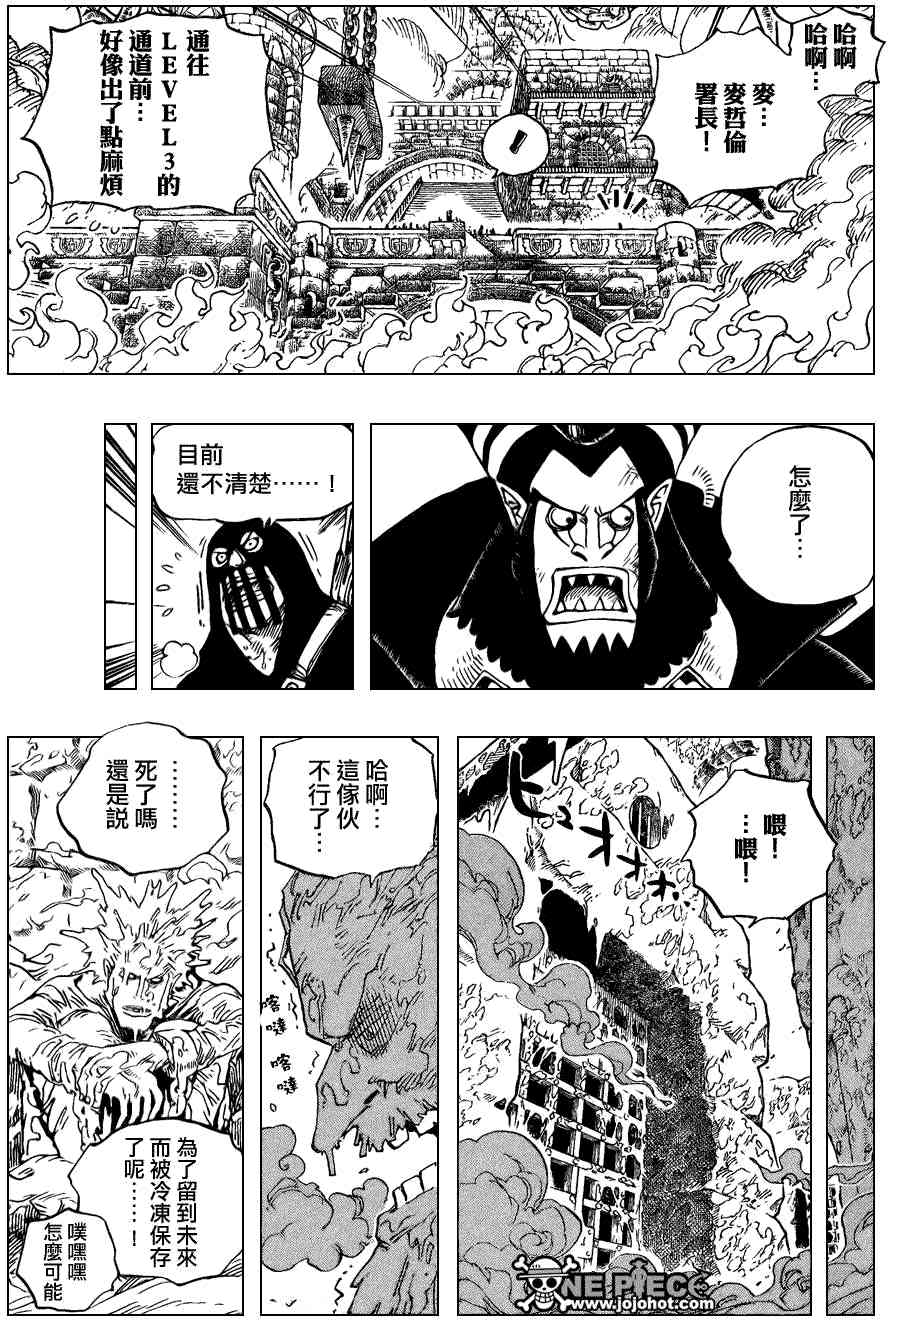 哈啊
哈啊…
麥…
麥哲倫
署長！
！
通往
LEVEL3的
通道前…
好像出了點麻煩
怎麼了…
目前
還不清楚……！
喂！
…喂！
哈啊…
這傢伙
不行了…
喀噠
喀噠
………
死了嗎
還是說
為了留到未來
而被冷凍保存
了呢……！
噗嘿嘿
怎麼可能
ONE PIECE
www.jojohot.com